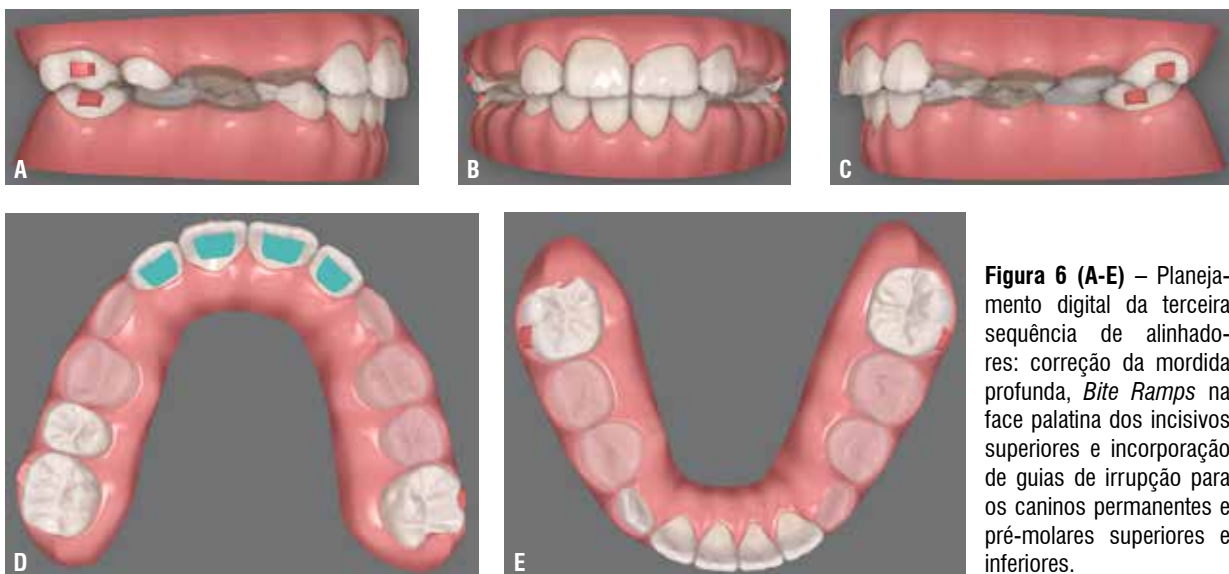 A
B
C
D
E
Figura 6 (A-E) – Planeja-
mento digital da terceira
sequência de alinhado-
res: correção da mordida
profunda, Bite Ramps na
face palatina dos incisivos
superiores e incorporação
de guias de irrupção para
os caninos permanentes e
pré-molares superiores e
inferiores.